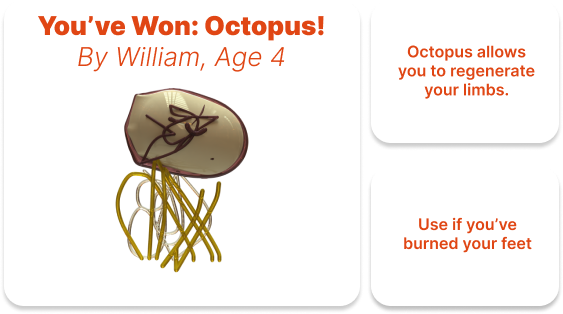 You’ve Won: Octopus!
By William, Age 4
Octopus allows
you to regenerate
your limbs.
Use if you’ve
burned your feet